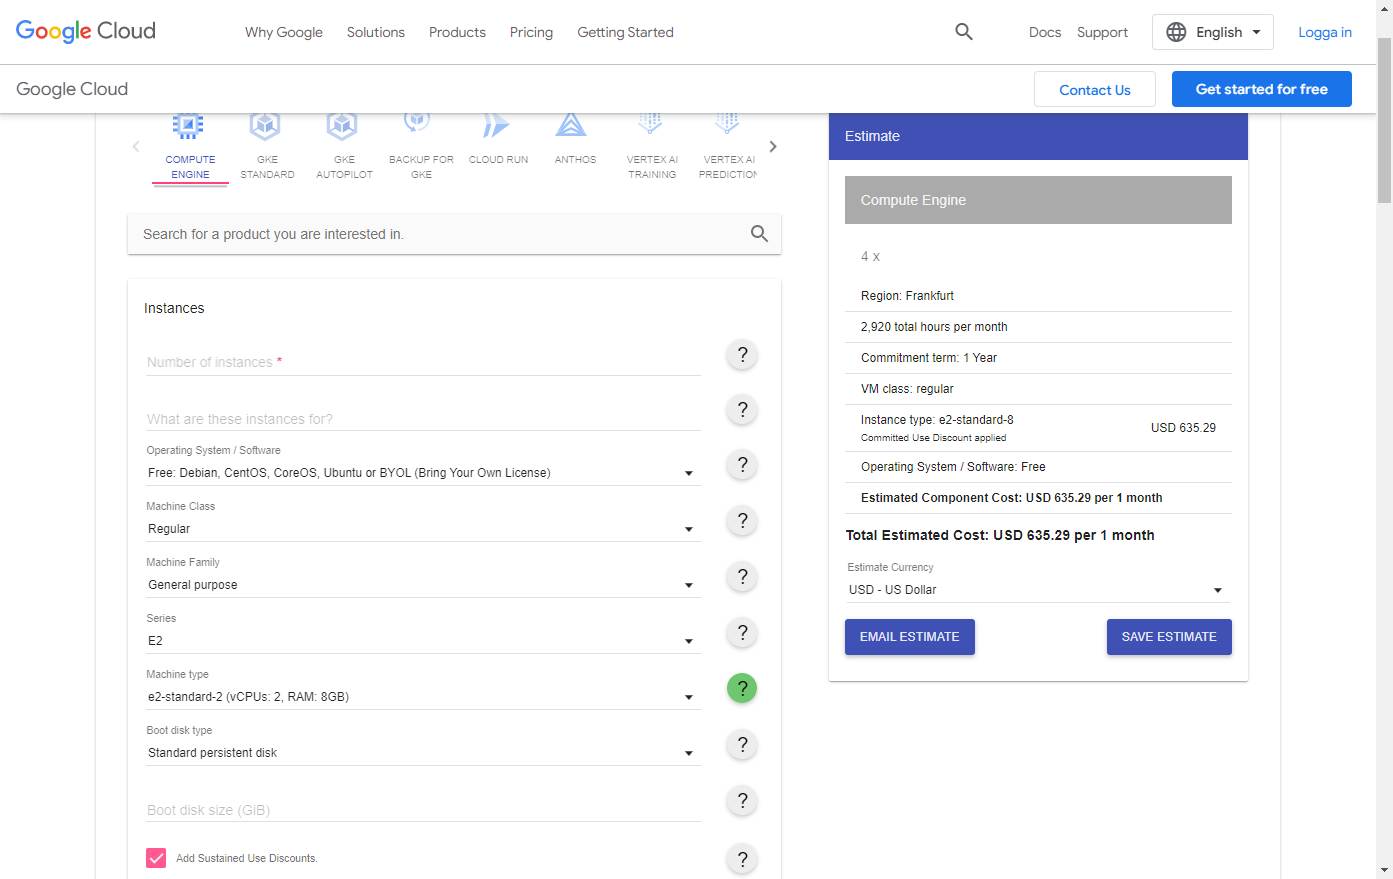 Google Cloud
Why Google
Solutions
Products
Pricing
Getting Started
Docs
Support
English
Logga in
Google Cloud
Contact Us
Get started for free
COMPUTE
ENGINE
GKE
STANDARD
GKE
AUTOPILOT
BACKUP FOR
GKE
CLOUD RUN
ANTHOS
VERTEX AI
TRAINING
VERTEX AI
PREDICTION
Search for a product you are interested in.
Instances
Number of instances *
?
What are these instances for?
?
Operating System / Software
Free: Debian, CentOS, CoreOS, Ubuntu or BYOL (Bring Your Own License)
?
Machine Class
Regular
?
Machine Family
General purpose
?
Series
E2
?
Machine type
e2-standard-2 (vCPUs: 2, RAM: 8GB)
?
Boot disk type
Standard persistent disk
?
Boot disk size (GiB)
?
Add Sustained Use Discounts.
?
Estimate
Compute Engine
4 x
Region: Frankfurt
2,920 total hours per month
Commitment term: 1 Year
VM class: regular
Instance type: e2-standard-8
Committed Use Discount applied
USD 635.29
Operating System / Software: Free
Estimated Component Cost: USD 635.29 per 1 month
Total Estimated Cost: USD 635.29 per 1 month
Estimate Currency
USD - US Dollar
EMAIL ESTIMATE
SAVE ESTIMATE